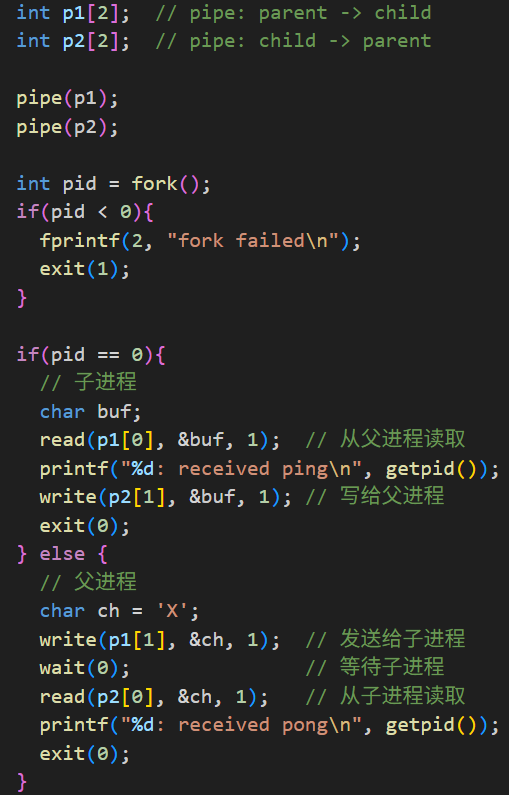 int p1[2];  // pipe: parent -> child
int p2[2];  // pipe: child -> parent

pipe(p1);
pipe(p2);

int pid = fork();
if(pid < 0){
  fprintf(2, "fork failed\n");
  exit(1);
}

if(pid == 0){
  // 子进程
  char buf;
  read(p1[0], &buf, 1);  // 从父进程读取
  printf("%d: received ping\n", getpid());
  write(p2[1], &buf, 1); // 写给父进程
  exit(0);
} else {
  // 父进程
  char ch = 'X';
  write(p1[1], &ch, 1);  // 发送给子进程
  wait(0);               // 等待子进程
  read(p2[0], &ch, 1);   // 从子进程读取
  printf("%d: received pong\n", getpid());
  exit(0);
}